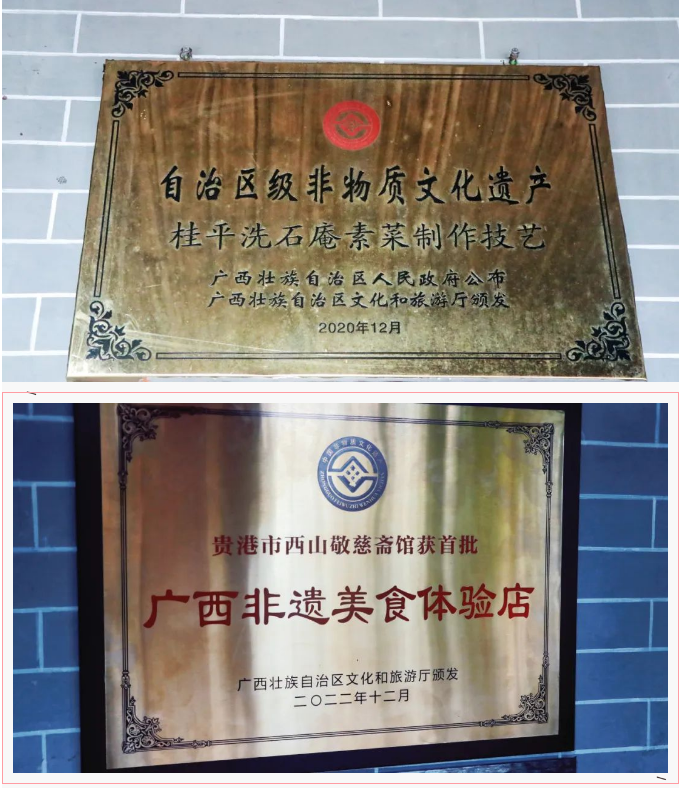 自治区级非物质文化遗产
桂平洗石庵素菜制作技艺
广西壮族自治区人民政府公布
广西壮族自治区文化和旅游厅颁发
2020年12月
贵港市西山敬慈斋馆获首批
广西非遗美食体验店
广西壮族自治区文化和旅游厅颁发
二〇二二年十二月